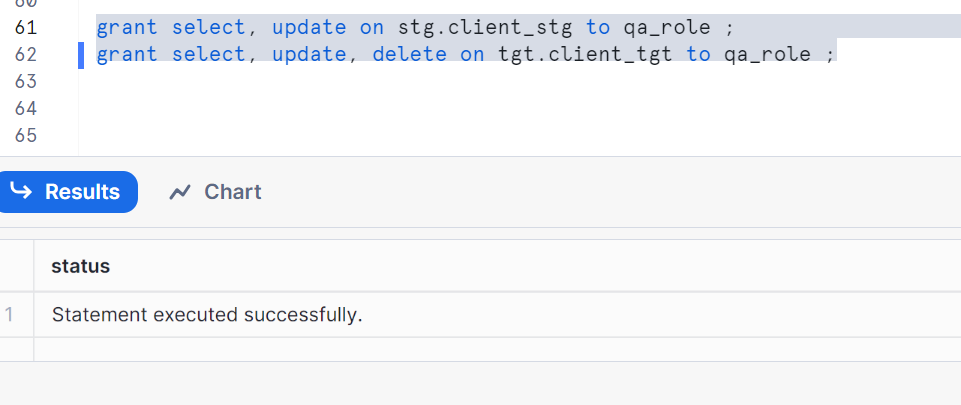 60
61 grant select, update on stg.client_stg to qa_role ;
62 grant select, update, delete on tgt.client_tgt to qa_role ;
63
64
65
Results Chart
status
1 Statement executed successfully.